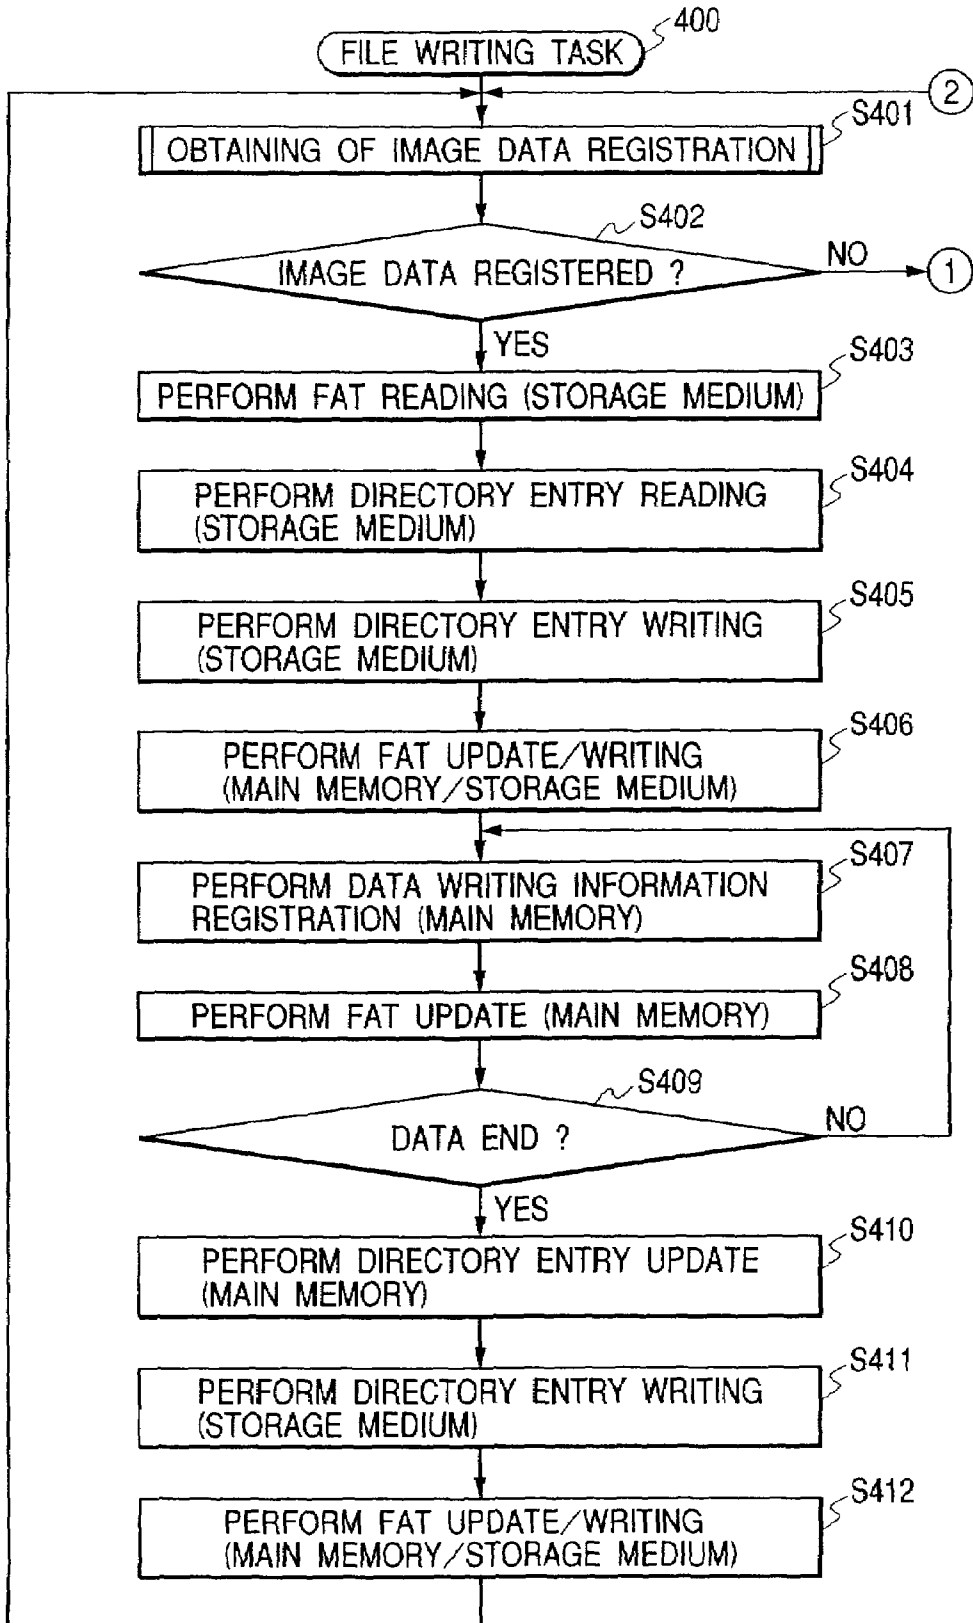 400
FILE WRITING TASK
2
S401
OBTAINING OF IMAGE DATA REGISTRATION
S402
IMAGE DATA REGISTERED ?
NO
1
YES
S403
PERFORM FAT READING (STORAGE MEDIUM)
S404
PERFORM DIRECTORY ENTRY READING
(STORAGE MEDIUM)
S405
PERFORM DIRECTORY ENTRY WRITING
(STORAGE MEDIUM)
S406
PERFORM FAT UPDATE/WRITING
(MAIN MEMORY/STORAGE MEDIUM)
S407
PERFORM DATA WRITING INFORMATION
REGISTRATION (MAIN MEMORY)
S408
PERFORM FAT UPDATE (MAIN MEMORY)
S409
DATA END ?
NO
YES
S410
PERFORM DIRECTORY ENTRY UPDATE
(MAIN MEMORY)
S411
PERFORM DIRECTORY ENTRY WRITING
(STORAGE MEDIUM)
S412
PERFORM FAT UPDATE/WRITING
(MAIN MEMORY/STORAGE MEDIUM)